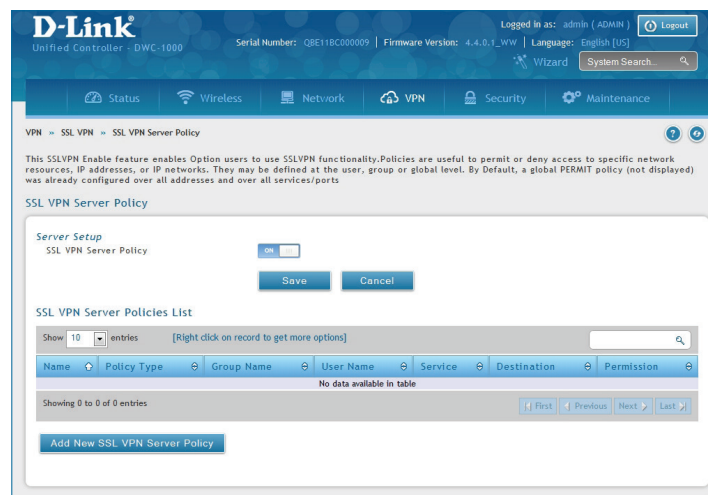 D-Link
Logged in as: admin ( ADMIN ) Logout
Unified Controller - DWC-1000 Serial Number: QBE11BC000009 | Firmware Version: 4.4.0.1_WW | Language: English [US]
Wizard System Search...
Status Wireless Network VPN Security Maintenance
VPN » SSL VPN » SSL VPN Server Policy
This SSLVPN Enable feature enables Option users to use SSLVPN functionality.Policies are useful to permit or deny access to specific network
resources, IP addresses, or IP networks. They may be defined at the user, group or global level. By Default, a global PERMIT policy (not displayed)
was already configured over all addresses and over all services/ports
SSL VPN Server Policy
Server Setup
SSL VPN Server Policy ON
Save Cancel
SSL VPN Server Policies List
Show 10 entries [Right click on record to get more options]
Name Policy Type Group Name User Name Service Destination Permission
No data available in table
Showing 0 to 0 of 0 entries First Previous Next Last
Add New SSL VPN Server Policy